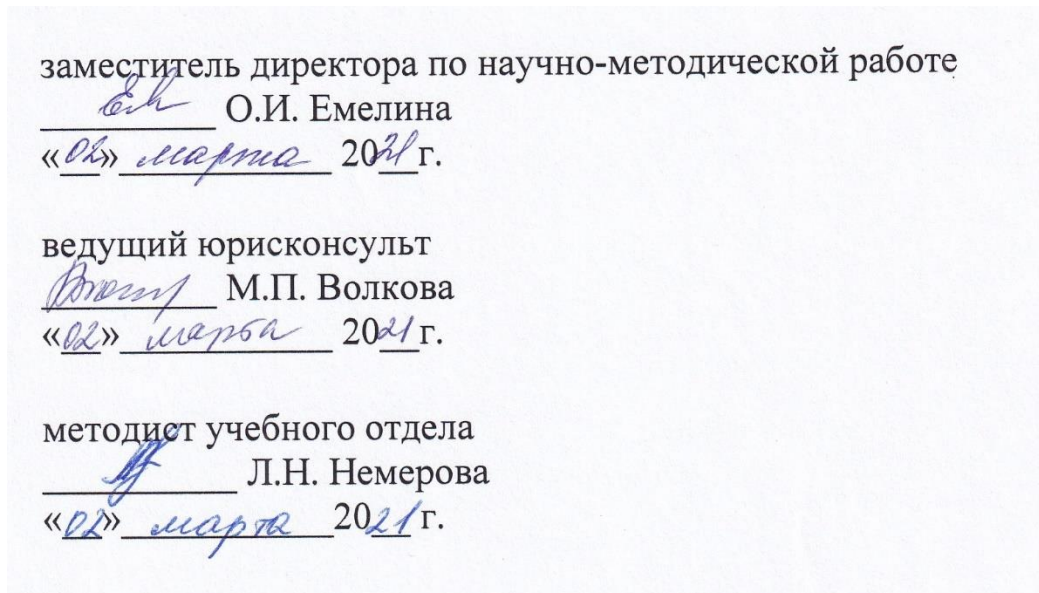 заместитель директора по научно-методической работе
О.И. Емелина
«02» марта 2021 г.
ведущий юрисконсульт
М.П. Волкова
«02» марта 2021 г.
методист учебного отдела
Л.Н. Немерова
«02» марта 2021 г.